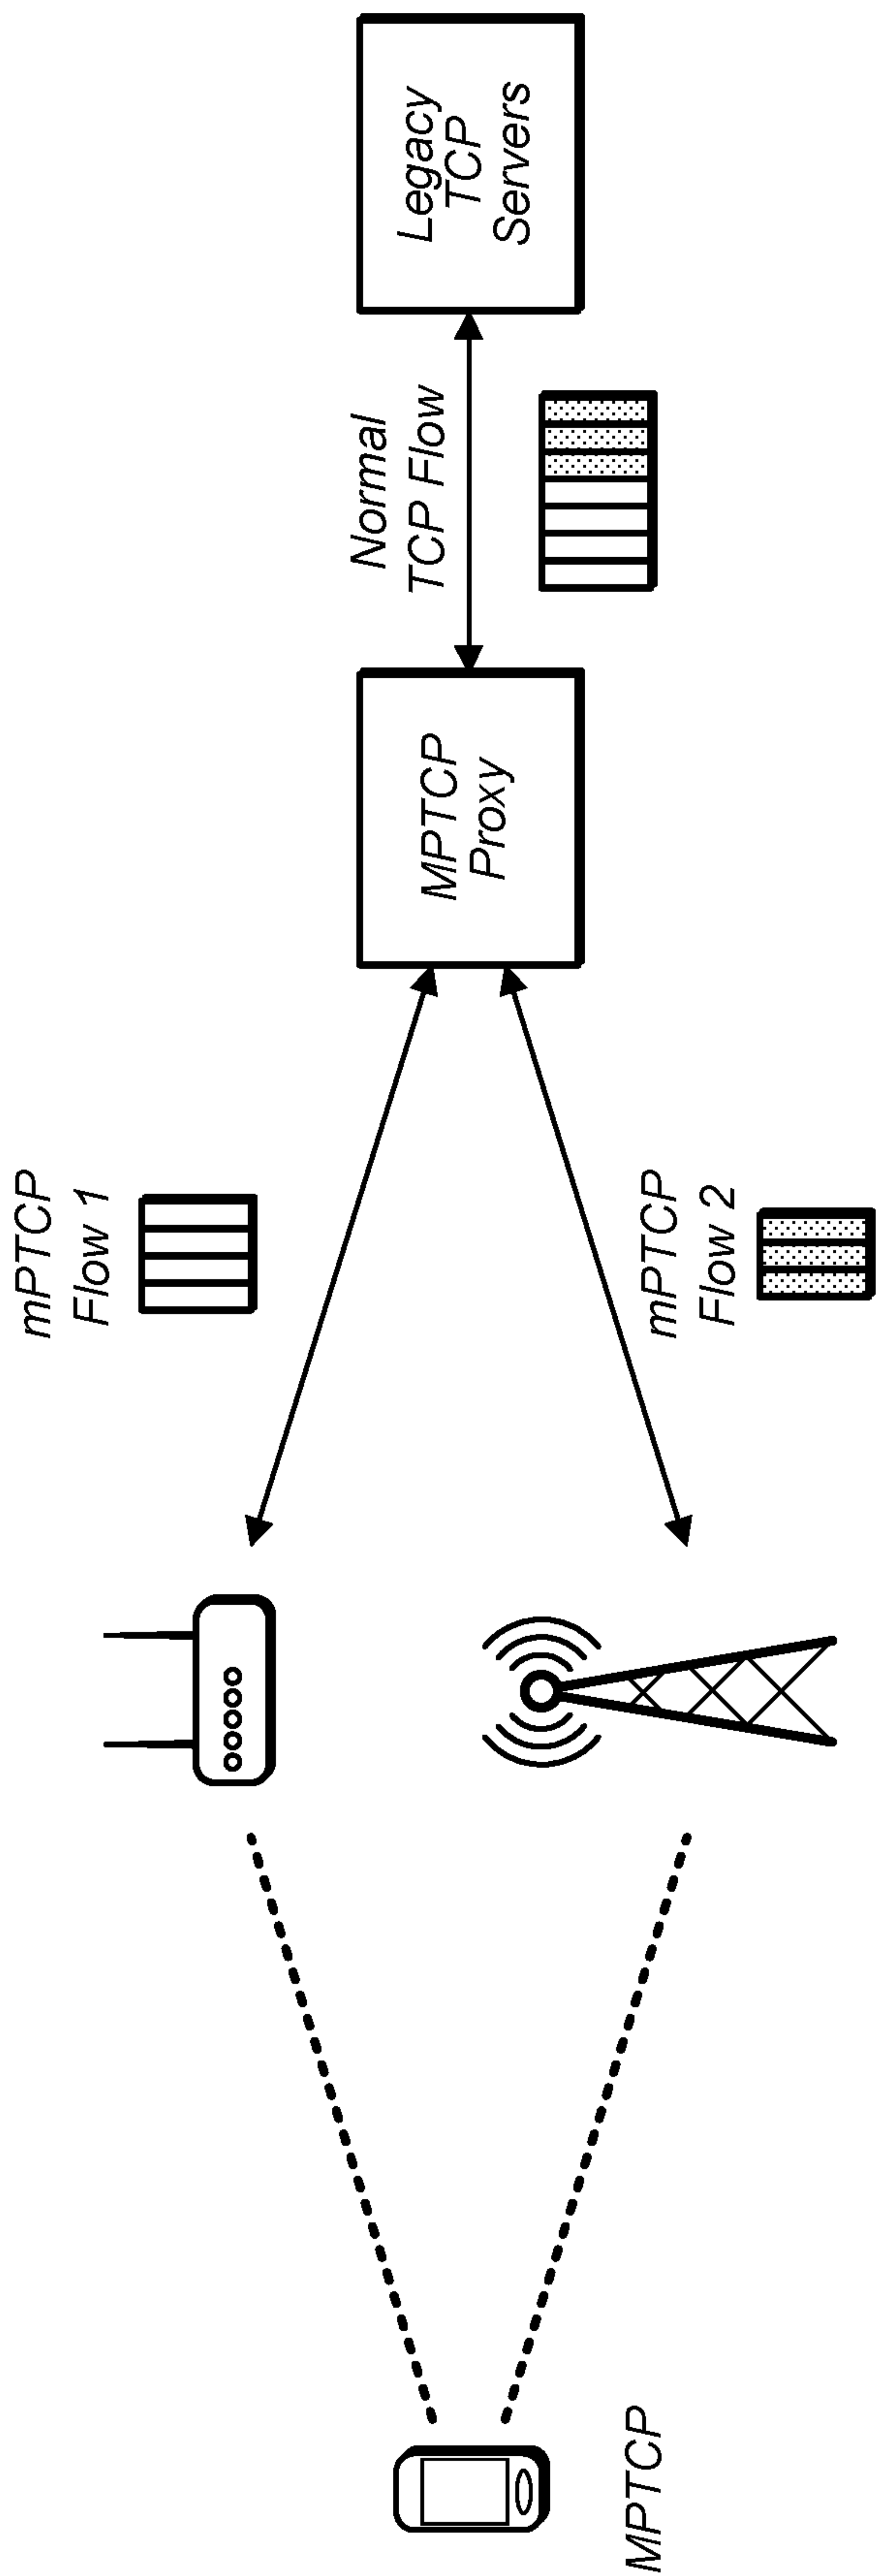 MPTCP
mPTCP
Flow 1
mPTCP
Flow 2
MPTCP
Proxy
Normal
TCP Flow
Legacy
TCP
Servers